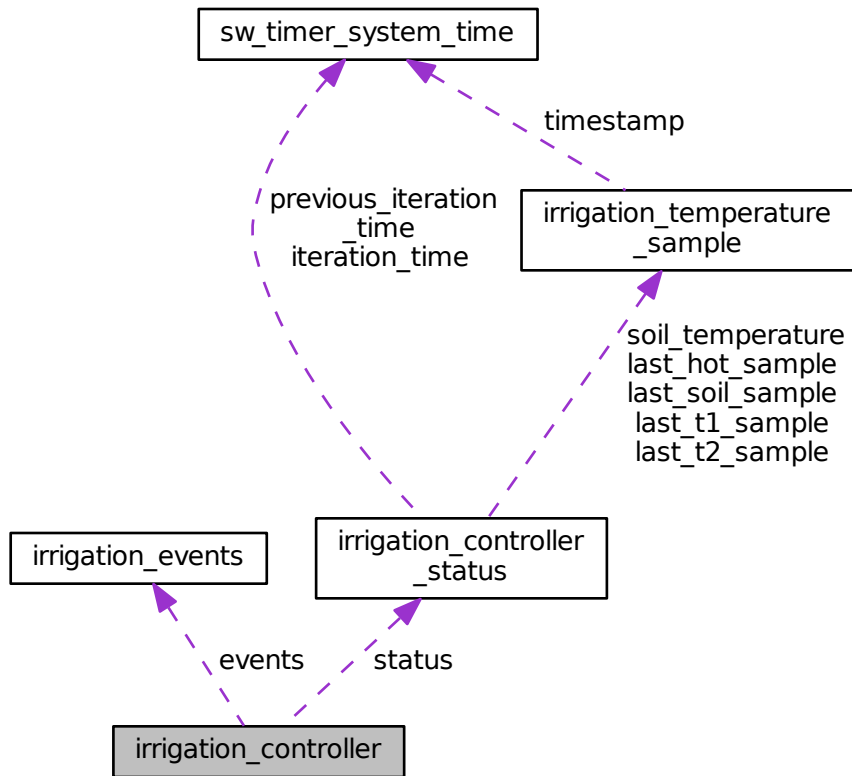 sw_timer_system_time
timestamp
previous_iteration
_time
iteration_time
irrigation_temperature
_sample
soil_temperature
last_hot_sample
last_soil_sample
last_t1_sample
last_t2_sample
irrigation_events
irrigation_controller
_status
events
status
irrigation_controller